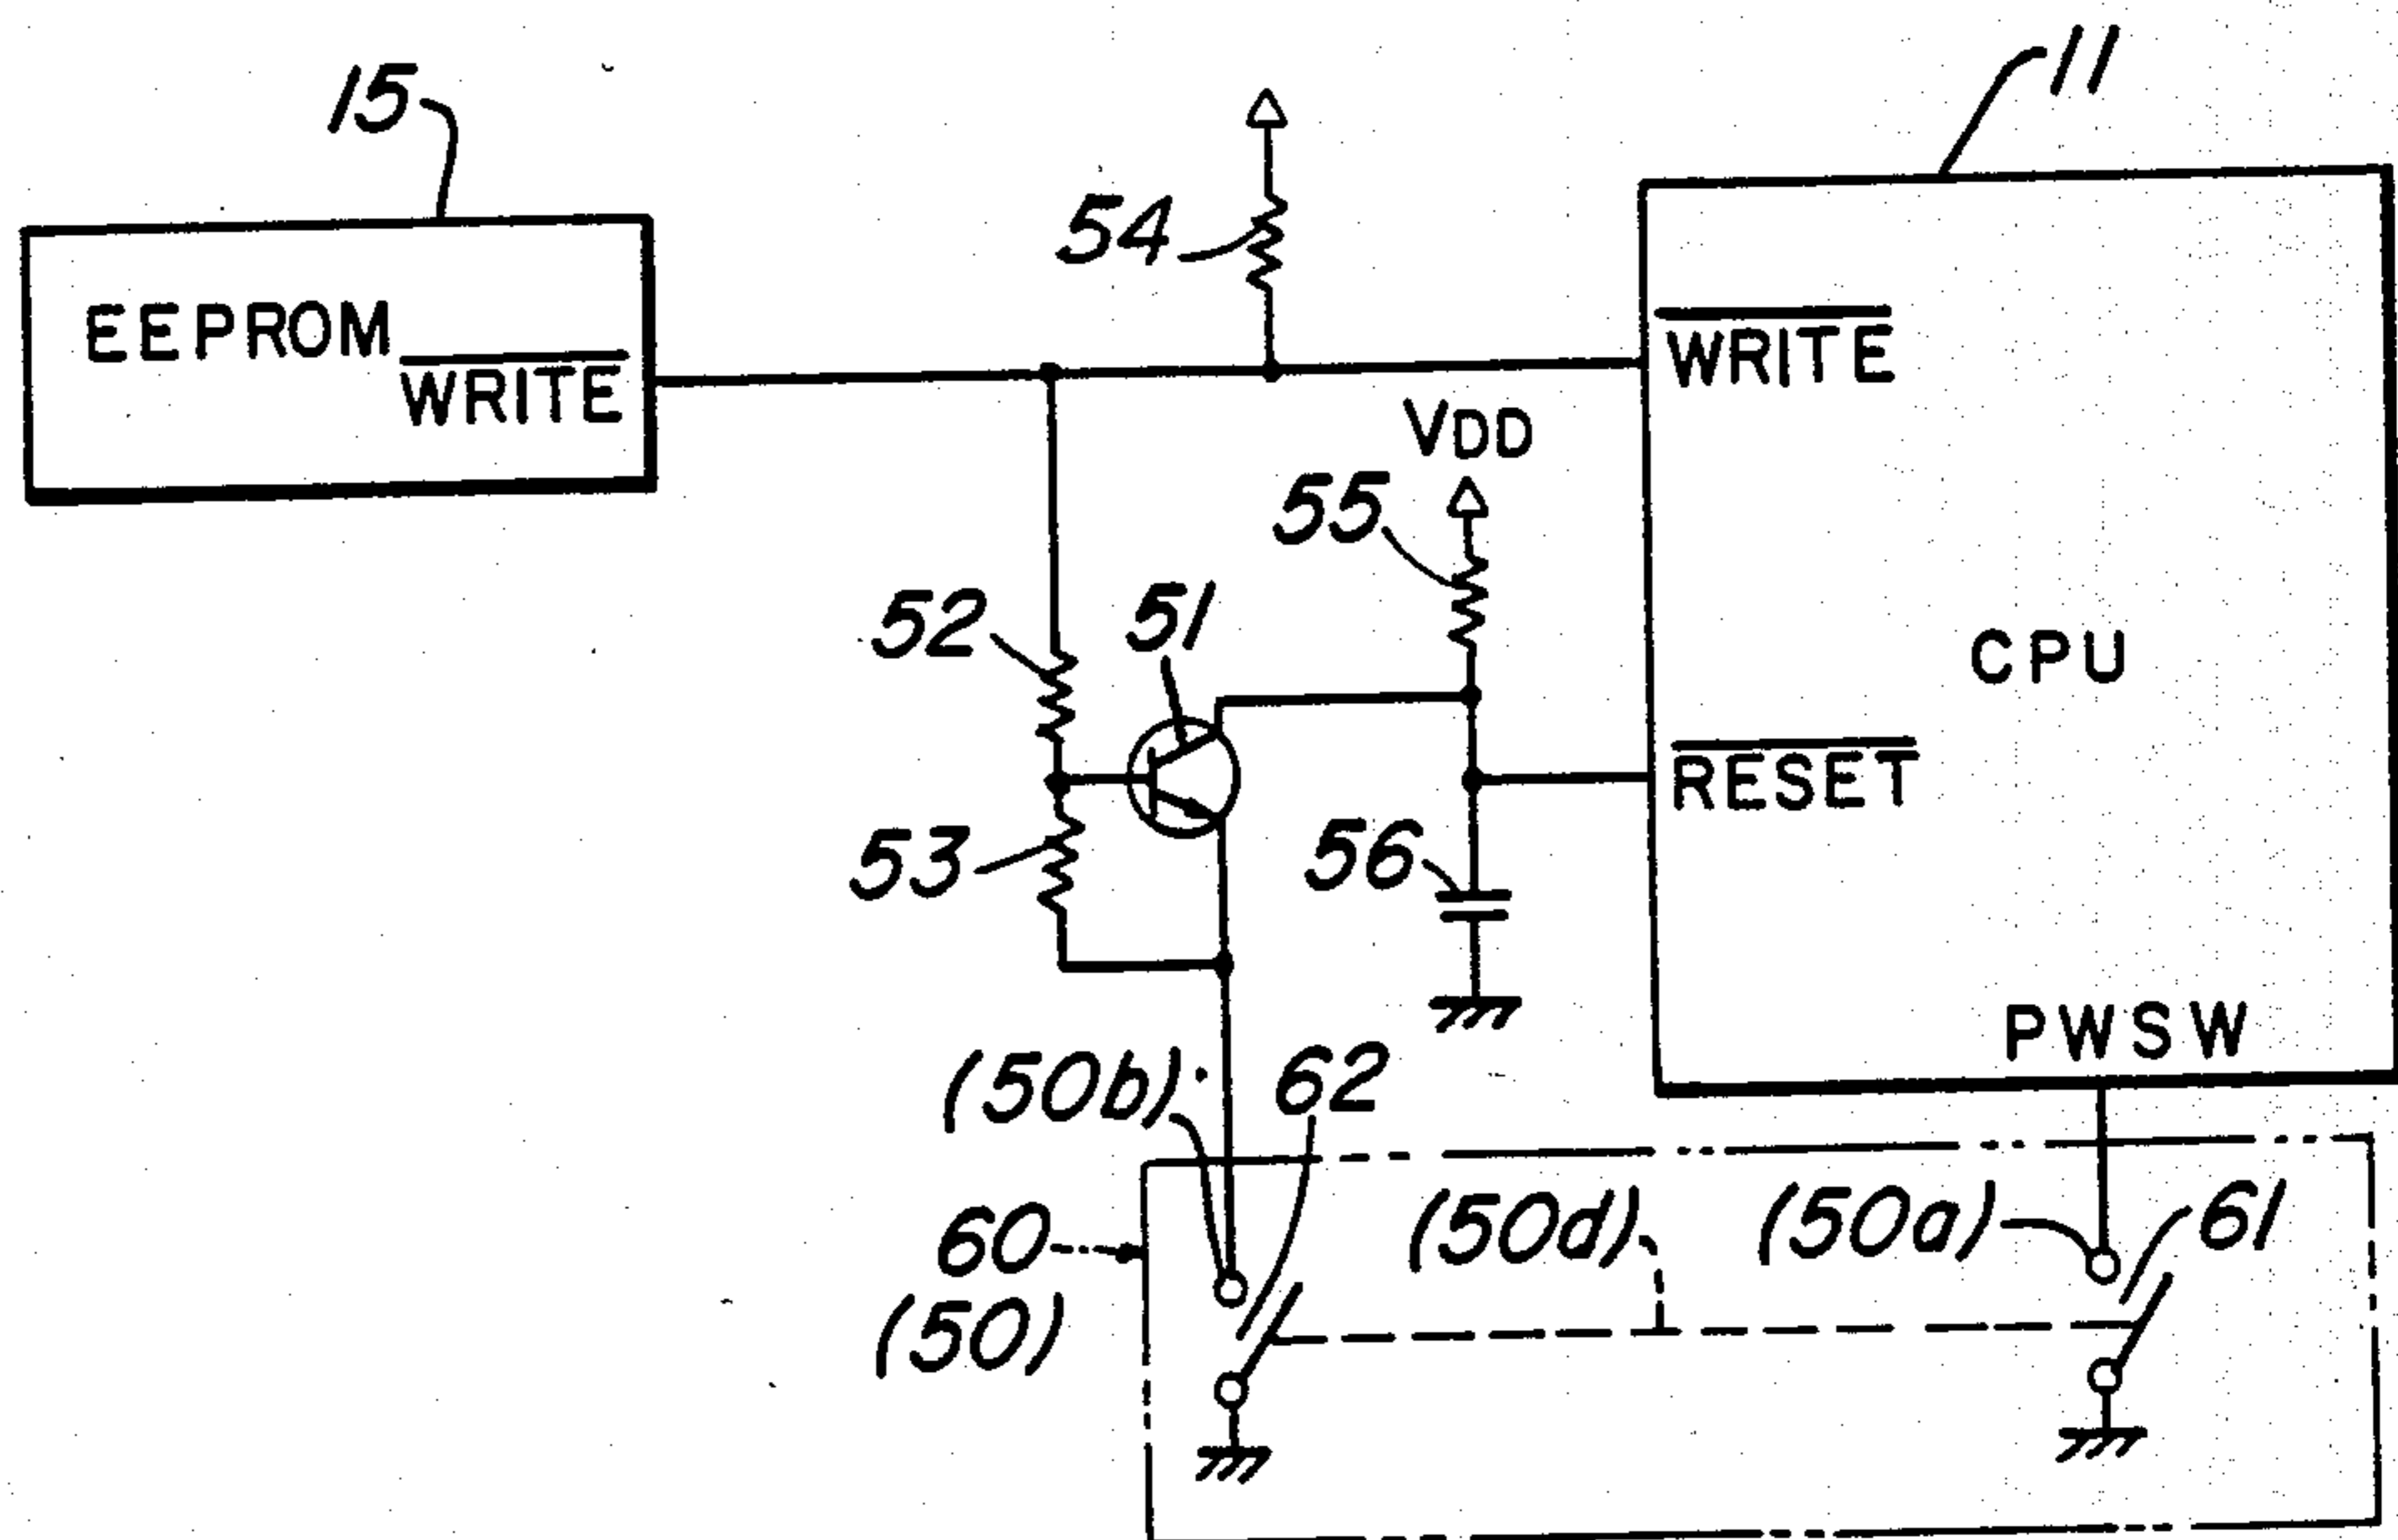 15
11
54
EEPROM
WRITE
WRITE
VDD
55
52
51
CPU
RESET
53
56
PWSW
(50b)
62
60
(50d)
(50a)
61
(50)